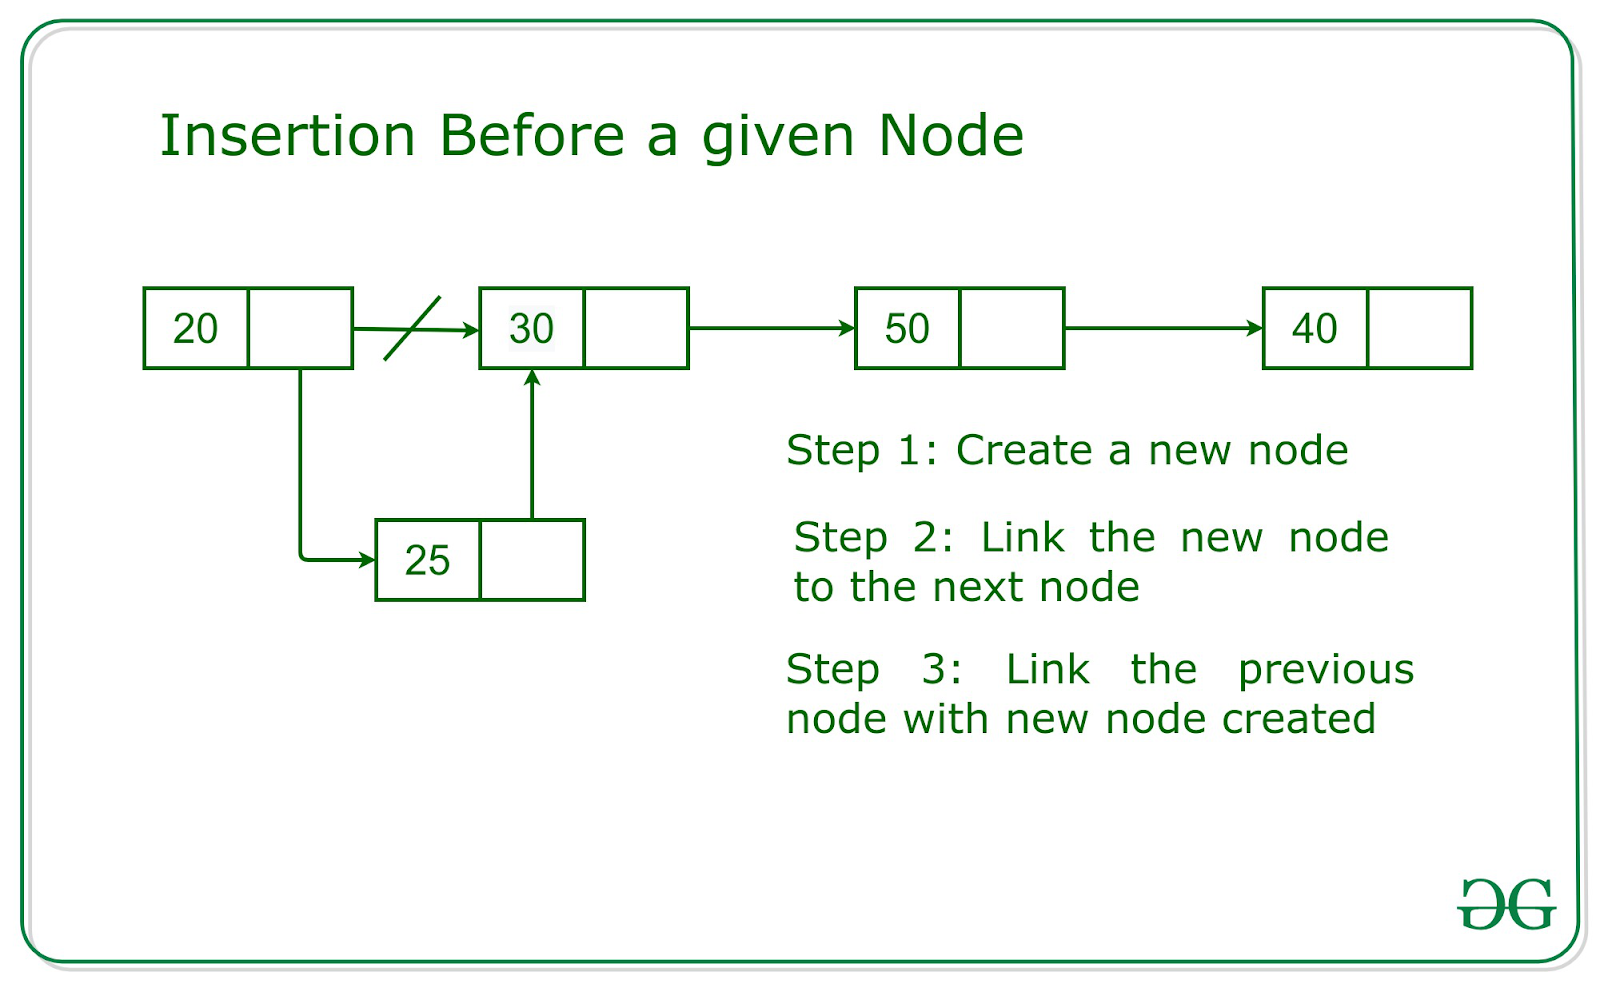 Insertion Before a given Node
20 30 50 40
25
Step 1: Create a new node
Step 2: Link the new node
to the next node
Step 3: Link the previous
node with new node created